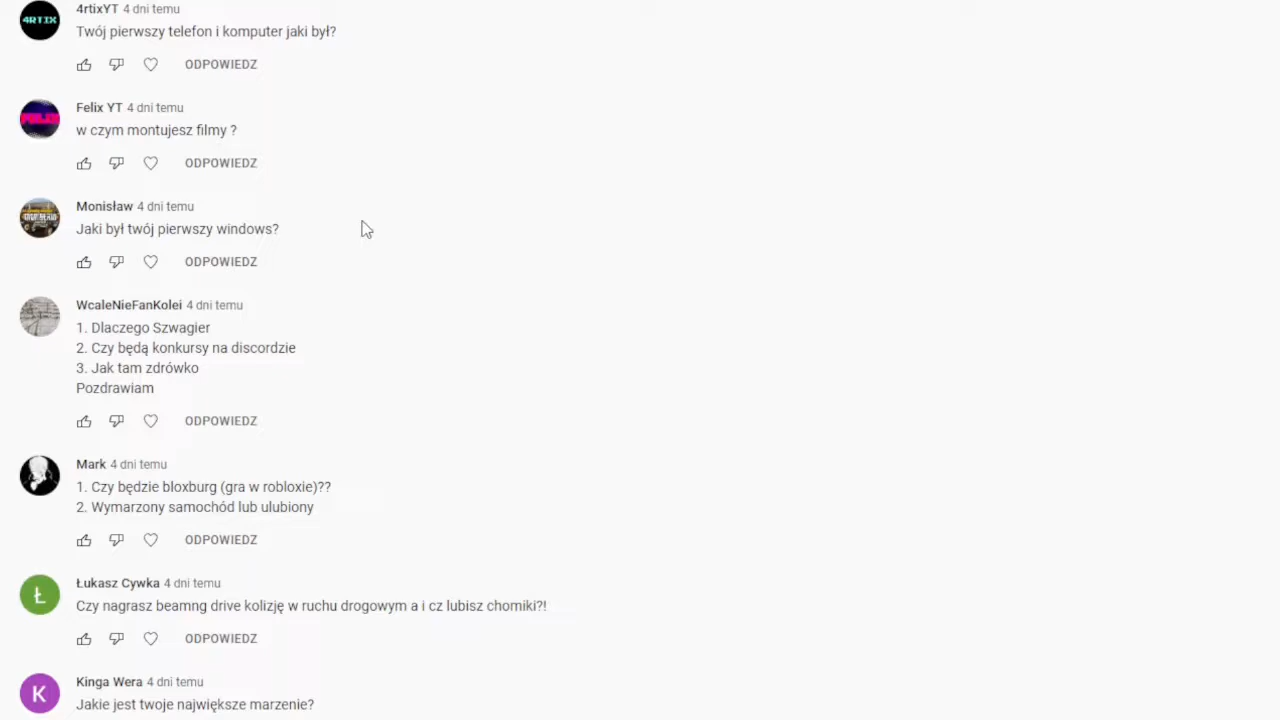 4RTIX
4rtixYT 4 dni temu
Twój pierwszy telefon i komputer jaki był?
ODPOWIEDZ
Felix YT 4 dni temu
w czym montujesz filmy ?
ODPOWIEDZ
Monisław 4 dni temu
Jaki był twój pierwszy windows?
ODPOWIEDZ
WcaleNieFanKolei 4 dni temu
1. Dlaczego Szwagier
2. Czy będą konkursy na discordzie
3. Jak tam zdrówko
Pozdrawiam
ODPOWIEDZ
Mark 4 dni temu
1. Czy będzie bloxburg (gra w robloxie)??
2. Wymarzony samochód lub ulubiony
ODPOWIEDZ
Ł
Łukasz Cywka 4 dni temu
Czy nagrasz beamng drive kolizję w ruchu drogowym a i cz lubisz chomiki?!
ODPOWIEDZ
K
Kinga Wera 4 dni temu
Jakie jest twoje największe marzenie?